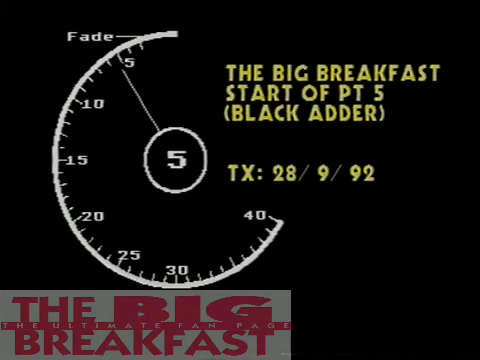 Fade
5
10
15
20
25
30
40
5
THE BIG BREAKFAST
START OF PT 5
(BLACK ADDER)
TX: 28/ 9/ 92
THE BIG
THE ULTIMATE FAN PAGE
BREAKFAST